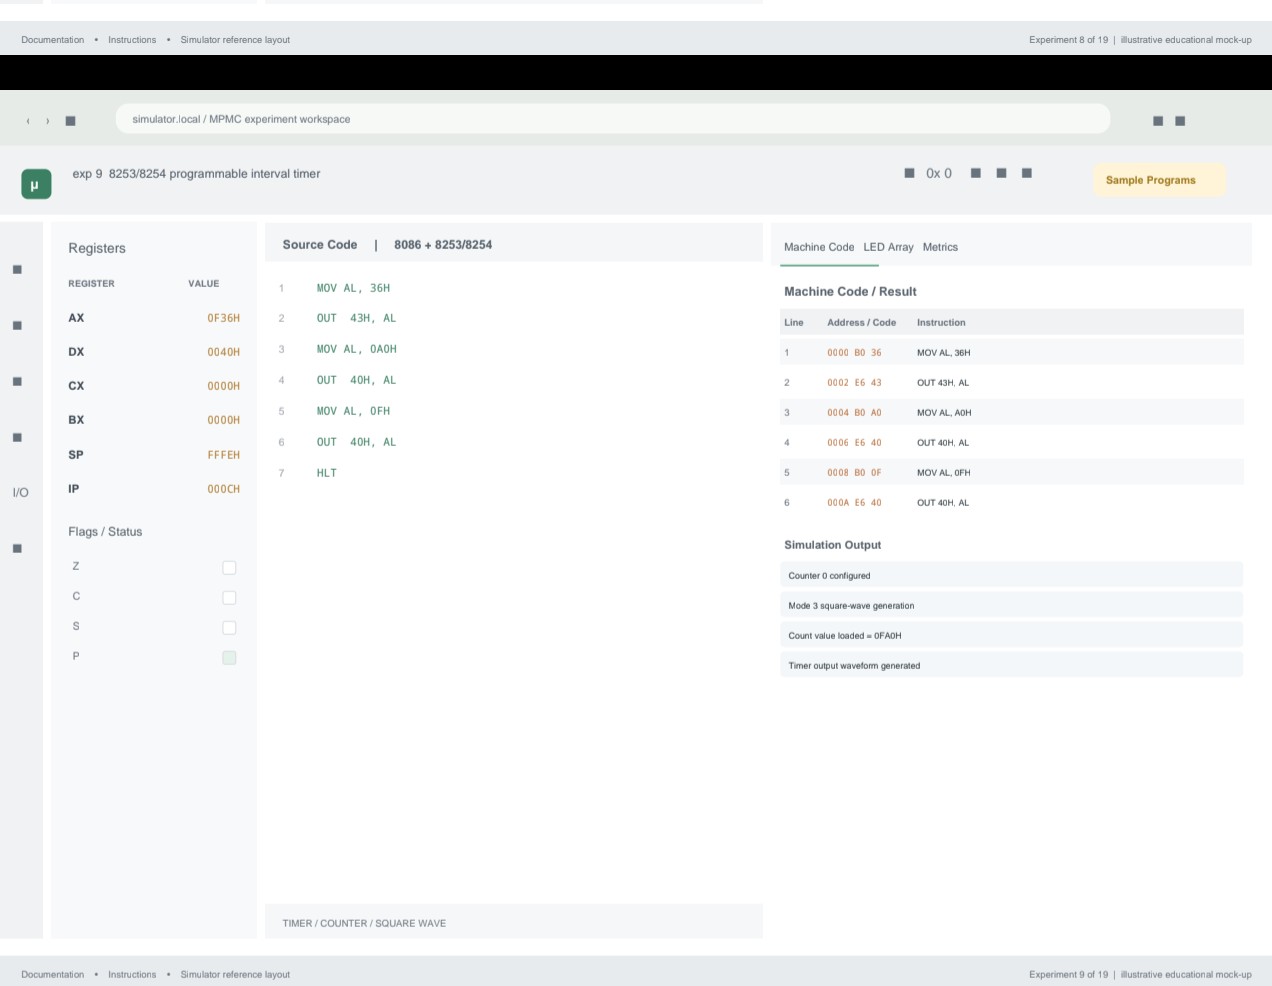 Documentation • Instructions • Simulator reference layout
Experiment 8 of 19 | illustrative educational mock-up
‹ › ■ simulator.local / MPMC experiment workspace ■ ■
µ exp 9 8253/8254 programmable interval timer ■ 0x 0 ■ ■ ■ Sample Programs
I/O
Registers
REGISTER VALUE
AX 0F36H
DX 0040H
CX 0000H
BX 0000H
SP FFFEH
IP 000CH
Flags / Status
Z
C
S
P
Source Code | 8086 + 8253/8254
1 MOV AL, 36H
2 OUT 43H, AL
3 MOV AL, 0A0H
4 OUT 40H, AL
5 MOV AL, 0FH
6 OUT 40H, AL
7 HLT
TIMER / COUNTER / SQUARE WAVE
Machine Code LED Array Metrics
Machine Code / Result
Line Address / Code Instruction
1 0000 B0 36 MOV AL, 36H
2 0002 E6 43 OUT 43H, AL
3 0004 B0 A0 MOV AL, A0H
4 0006 E6 40 OUT 40H, AL
5 0008 B0 0F MOV AL, 0FH
6 000A E6 40 OUT 40H, AL
Simulation Output
Counter 0 configured
Mode 3 square-wave generation
Count value loaded = 0FA0H
Timer output waveform generated
Documentation • Instructions • Simulator reference layout
Experiment 9 of 19 | illustrative educational mock-up